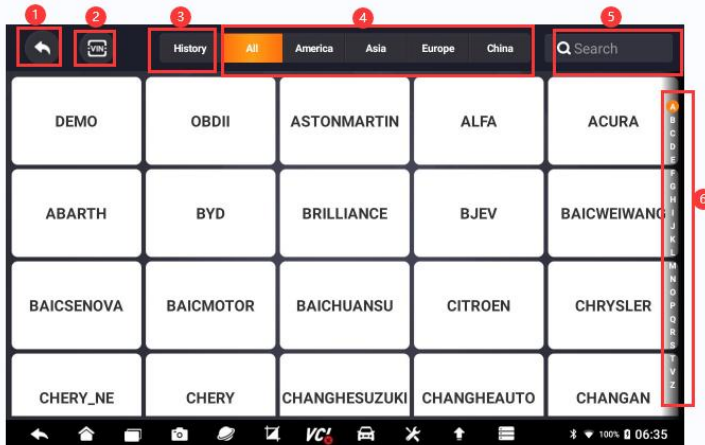 1 2 3 4 5
VIN History All America Asia Europe China Search
DEMO OBDII ASTONMARTIN ALFA ACURA
ABARTH BYD BRILLIANCE BJEV BAICWEIWANG
BAICSENOVA BAICMOTOR BAICHUANSU CITROEN CHRYSLER
CHERY_NE CHERY CHANGHESUZUKI CHANGHEAUTO CHANGAN
A
B
C
D
E
F
G
H
I
J
K
L
M
N
O
P
Q
R
S
T
V
Z
6
VCI 100% 06:35